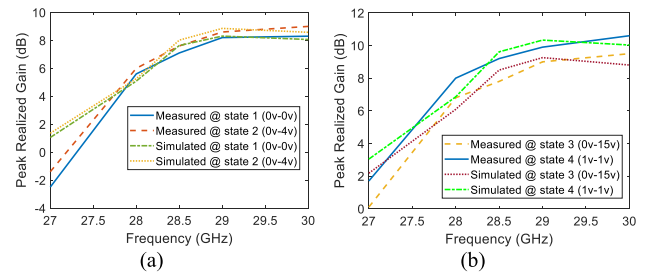 10
8
6
4
2
0
-2
-4
Peak Realized Gain (dB)
Measured @ state 1 (0v-0v)
Measured @ state 2 (0v-4v)
Simulated @ state 1 (0v-0v)
Simulated @ state 2 (0v-4v)
27 27.5 28 28.5 29 29.5 30
Frequency (GHz)
(a)
12
10
8
6
4
2
0
Peak Realized Gain (dB)
Measured @ state 3 (0v-15v)
Measured @ state 4 (1v-1v)
Simulated @ state 3 (0v-15v)
Simulated @ state 4 (1v-1v)
27 27.5 28 28.5 29 29.5 30
Frequency (GHz)
(b)